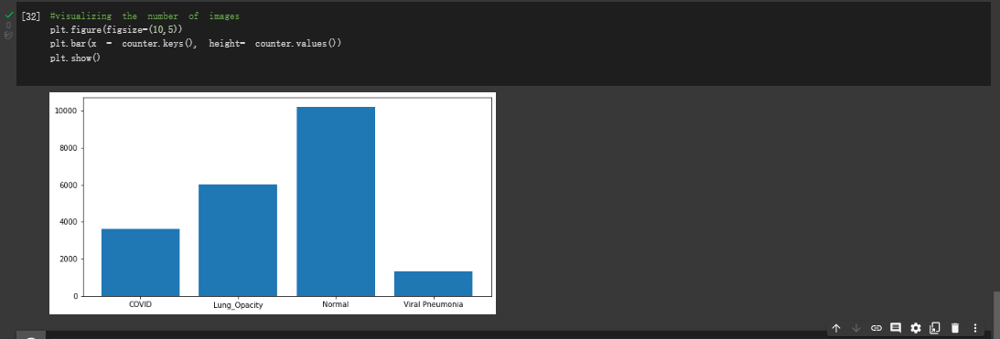 [32] #visualizing the number of images
plt.figure(figsize=(10,5))
plt.bar(x = counter.keys(), height= counter.values())
plt.show()
10000
8000
6000
4000
2000
0
COVID Lung_Opacity Normal Viral Pneumonia